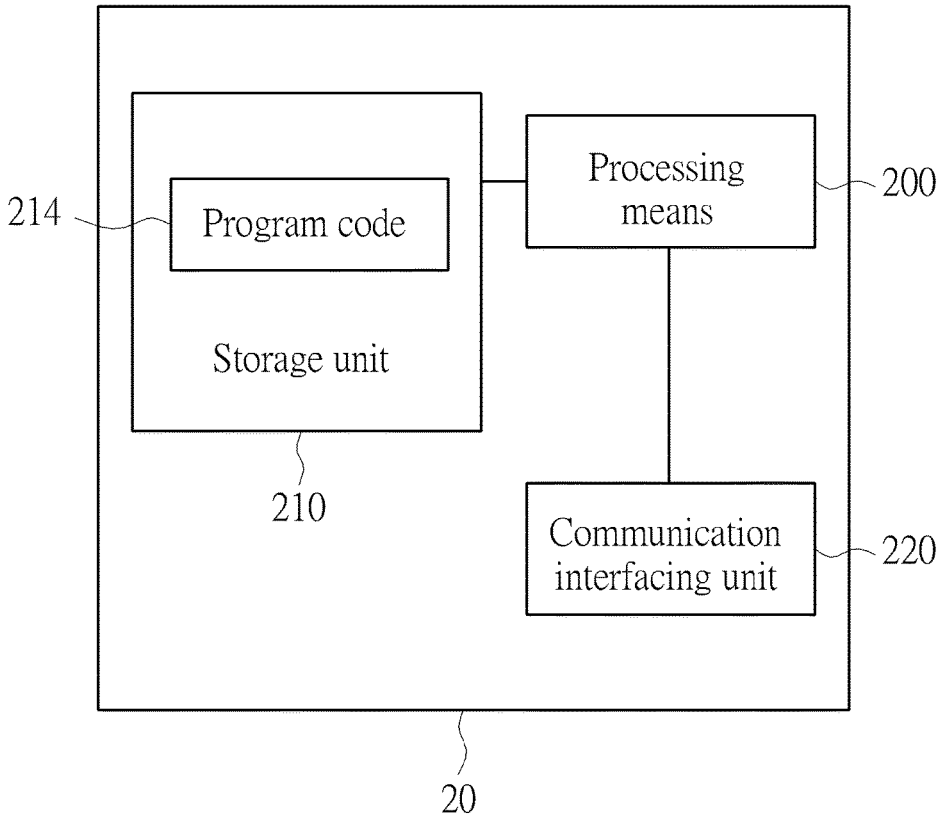 Processing
means
200
214
Program code
Storage unit
210
Communication
interfacing unit
220
20